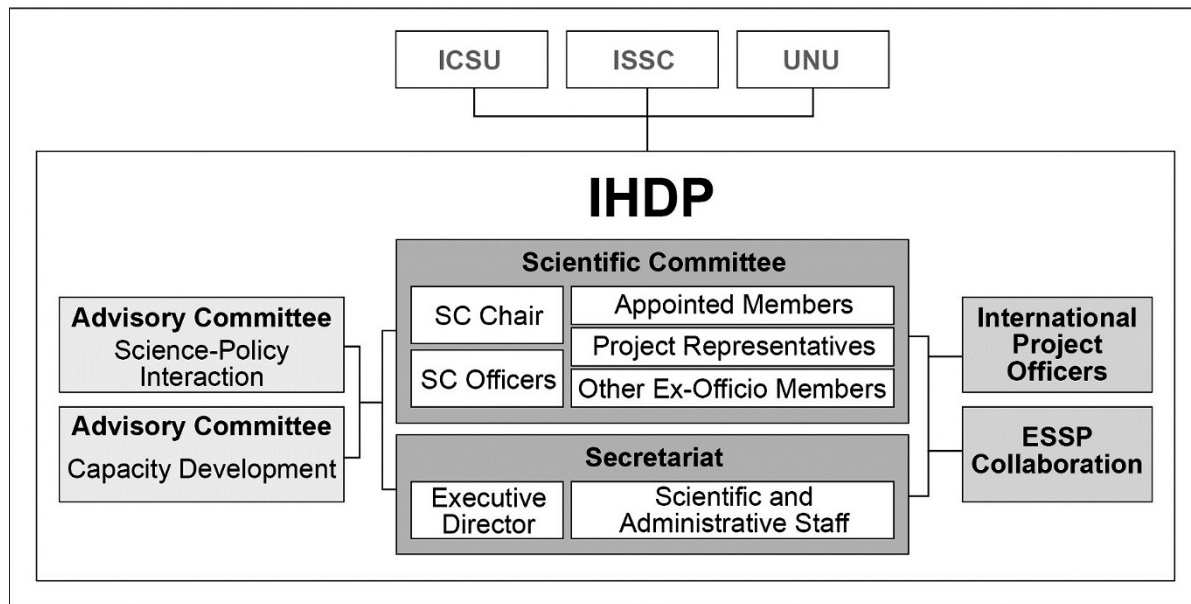 ICSU
ISSC
UNU
IHDP
Advisory Committee
Science-Policy
Interaction
Advisory Committee
Capacity Development
Scientific Committee
SC Chair
SC Officers
Appointed Members
Project Representatives
Other Ex-Officio Members
Secretariat
Executive
Director
Scientific and
Administrative Staff
International
Project
Officers
ESSP
Collaboration